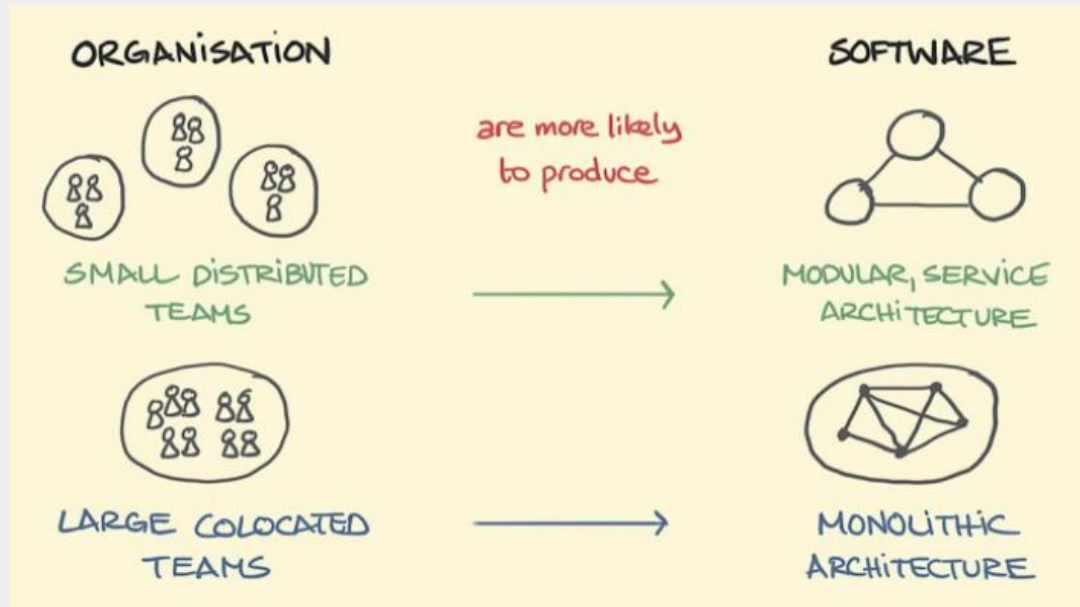 ORGANISATION
SOFTWARE
are more likely
to produce
SMALL DISTRIBUTED
TEAMS
MODULAR, SERVICE
ARCHITECTURE
LARGE COLOCATED
TEAMS
MONOLITHIC
ARCHITECTURE